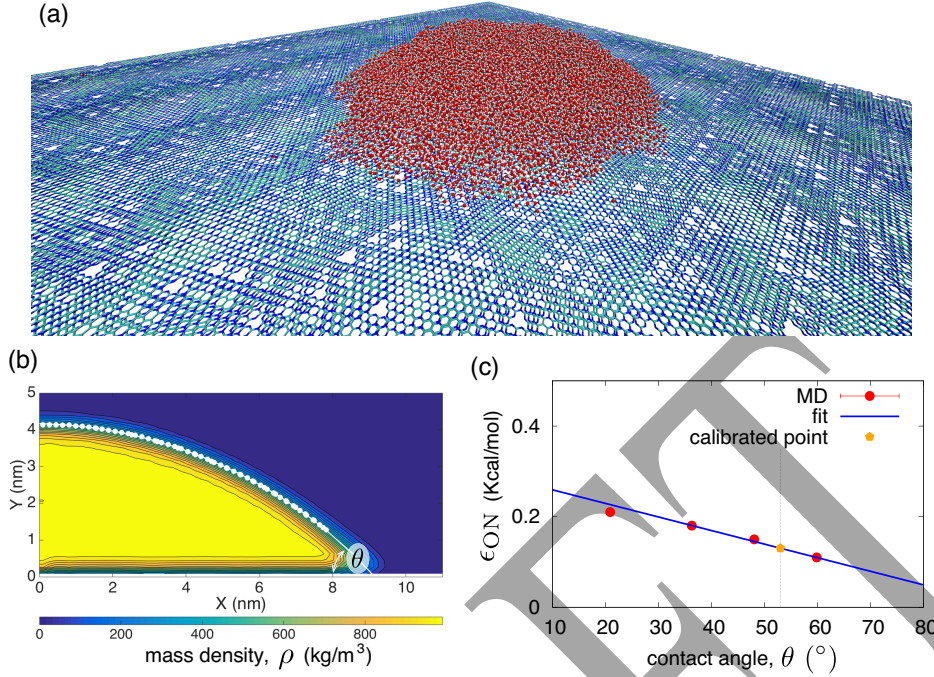 (a)
(b)
5
4
3
2
1
0
Y (nm)
θ
0 2 4 6 8 10
X (nm)
0 200 400 600 800
mass density, ρ (kg/m³)
(c)
MD
fit
calibrated point
0.4
0.2
0
ϵON (Kcal/mol)
10 20 30 40 50 60 70 80
contact angle, θ (°)